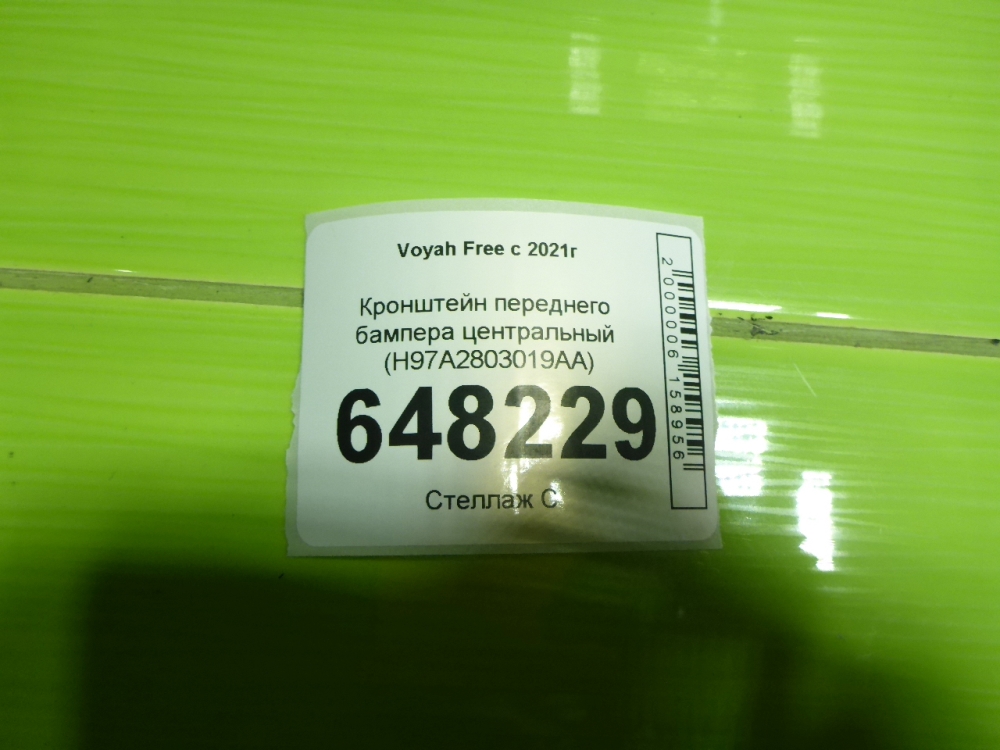 Voyah Free с 2021г
Кронштейн переднего
бампера центральный
(H97A2803019AA)
648229
Стеллаж С
2000006158956